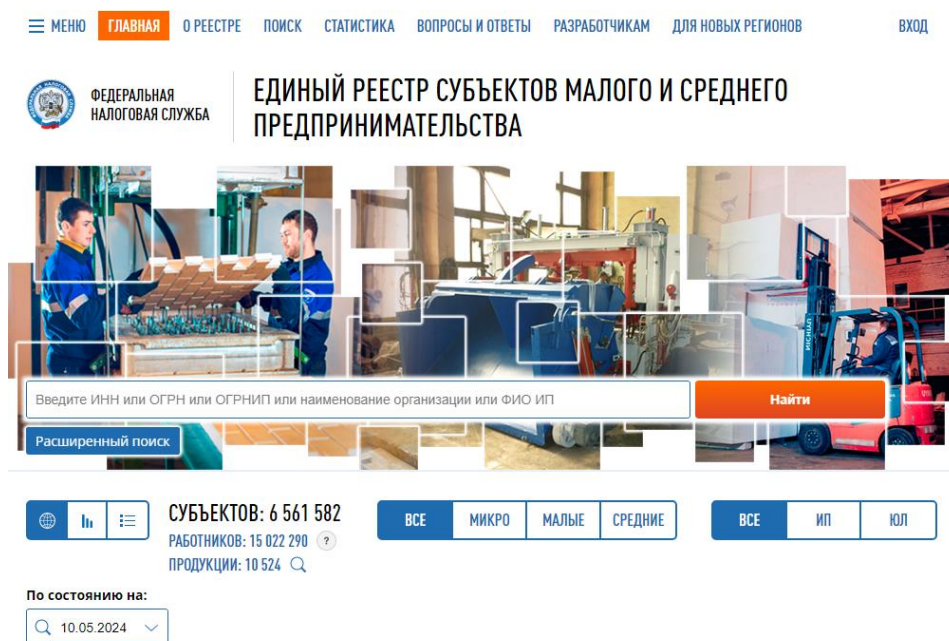 МЕНЮ ГЛАВНАЯ О РЕЕСТРЕ ПОИСК СТАТИСТИКА ВОПРОСЫ И ОТВЕТЫ РАЗРАБОТЧИКАМ ДЛЯ НОВЫХ РЕГИОНОВ ВХОД
ФЕДЕРАЛЬНАЯ
НАЛОГОВАЯ СЛУЖБА
ЕДИНЫЙ РЕЕСТР СУБЪЕКТОВ МАЛОГО И СРЕДНЕГО
ПРЕДПРИНИМАТЕЛЬСТВА
Введите ИНН или ОГРН или ОГРНИП или наименование организации или ФИО ИП
Найти
Расширенный поиск
СУБЪЕКТОВ: 6 561 582
РАБОТНИКОВ: 15 022 290 ?
ПРОДУКЦИИ: 10 524
ВСЕ МИКРО МАЛЫЕ СРЕДНИЕ
ВСЕ ИП ЮЛ
По состоянию на:
10.05.2024